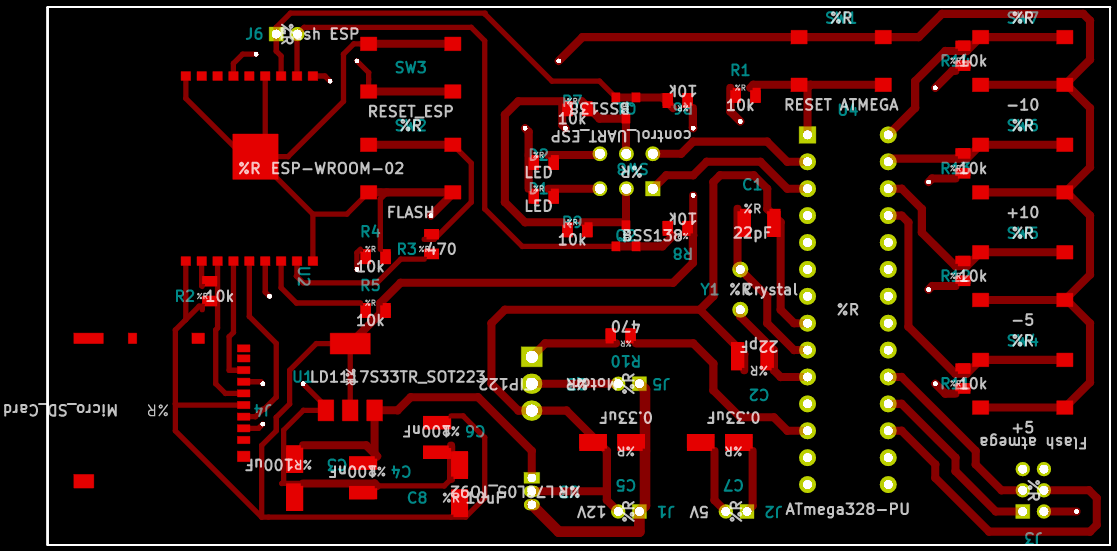 J6
Flash ESP
SW3
RESET_ESP
%R
FLASH
R4
%R
10k
R3
470
%R ESP-WROOM-02
U2
R2
%R
10k
R5
%R
10k
U1
LD1117S33TR_SOT223
%R
Micro_SD_Card
%R
J4
100uF
%R
C3
100nF
%R
C4
100nF
%R
C6
C8
%R
10uF
R7
10k
BSS138
10k
R6
control_UART_ESP
LED
%R
LED
D1
R9
10k
BSS138
10k
R8
R1
%R
10k
%R
RESET ATMEGA
C1
%R
22pF
Y1
%R
Crystal
22pF
%R
C2
%R
ATmega328-PU
470
%R
R10
Motor
J5
0.33uF
%R
C5
0.33uF
%R
C7
12V
%R
J1
5V
%R
J2
%R
-10
%R
10k
+10
%R
10k
-5
%R
10k
+5
%R
10k
Flash atmega
%R
J3